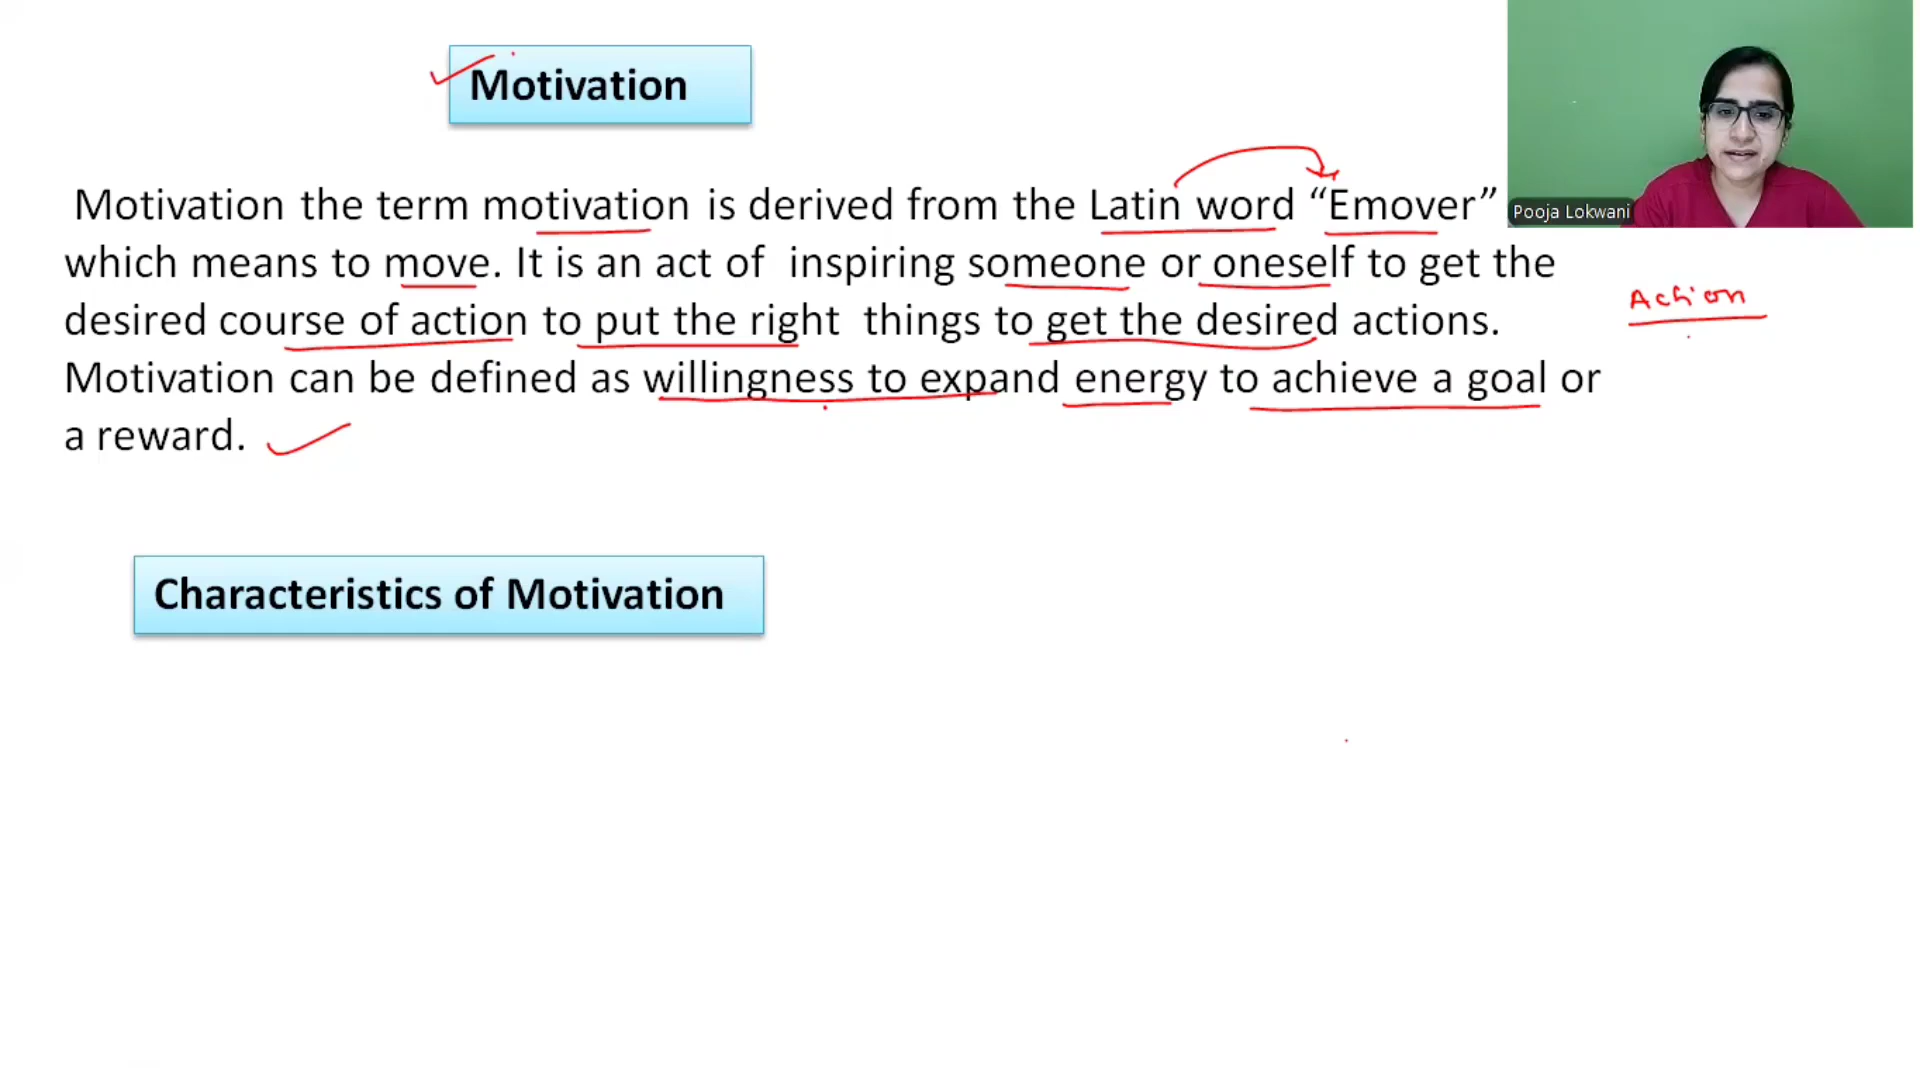 Motivation
Motivation the term motivation is derived from the Latin word “Emover”
Pooja Lokwani
which means to move. It is an act of inspiring someone or oneself to get the
Action
desired course of action to put the right things to get the desired actions.
Motivation can be defined as willingness to expand energy to achieve a goal or
a reward.
Characteristics of Motivation